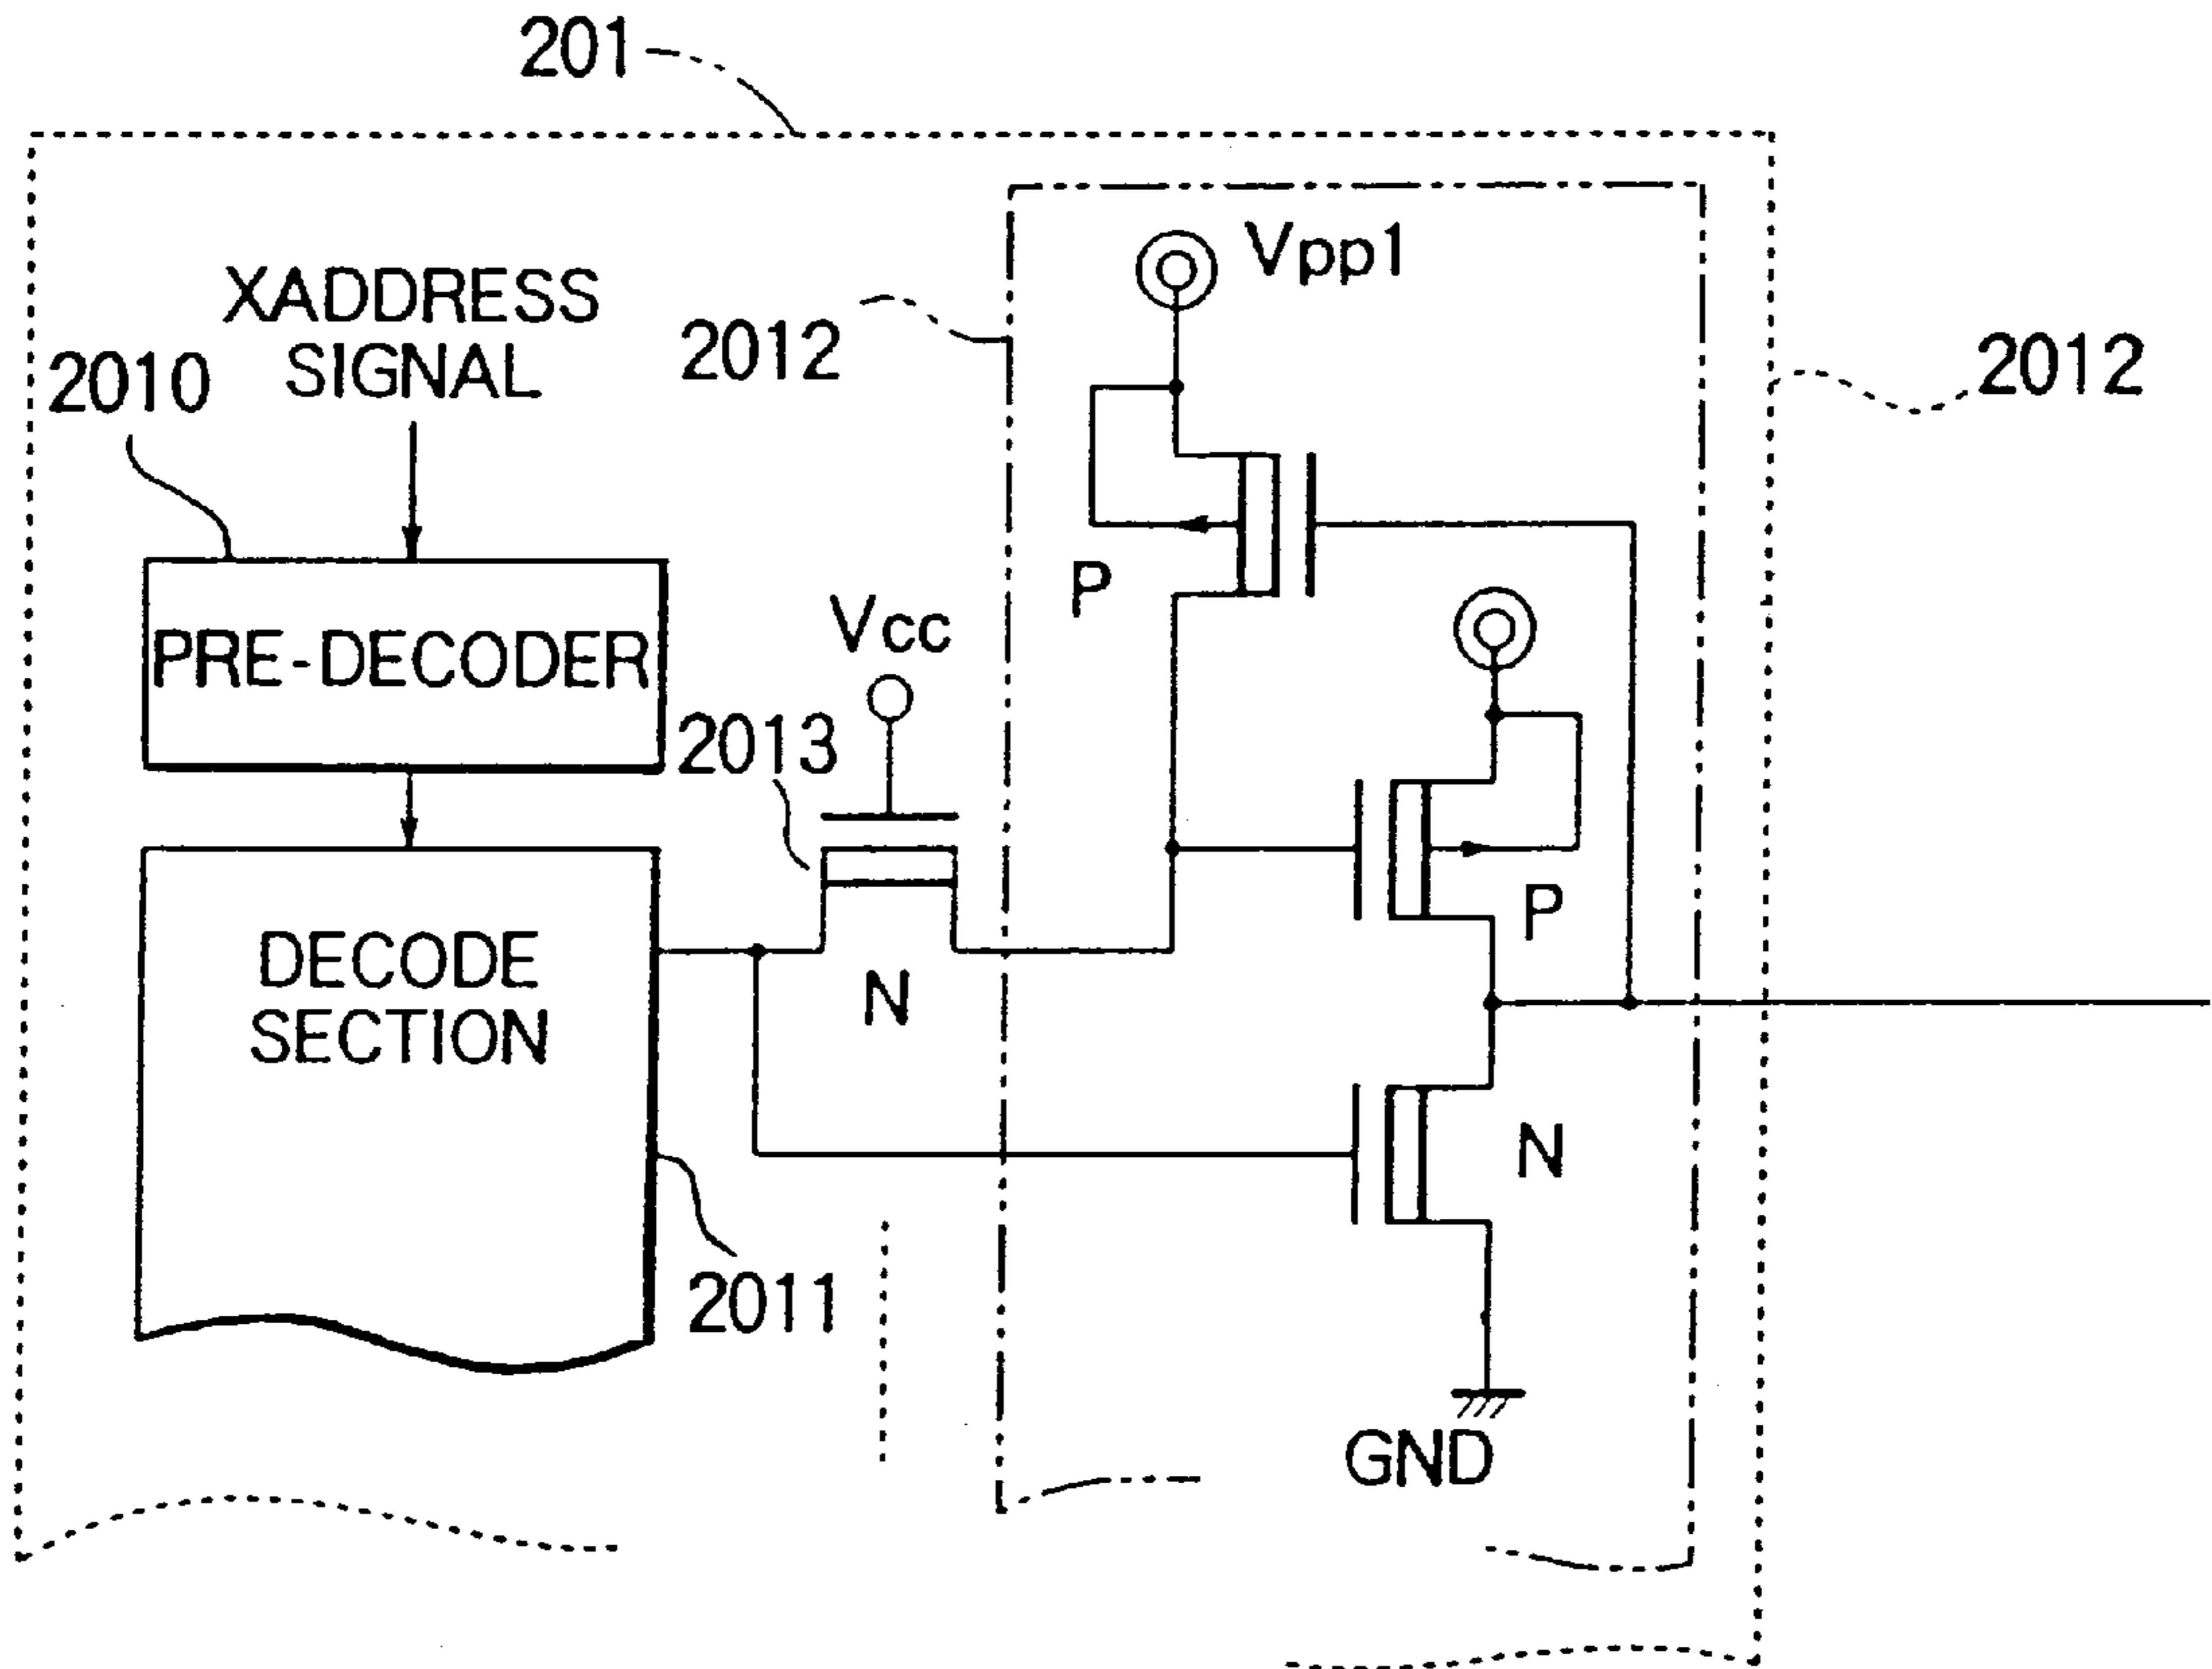 201
Vpp1
XADDRESS
SIGNAL
2010
2012
2012
P
PRE-DECODER
Vcc
2013
P
DECODE
SECTION
N
N
2011
GND